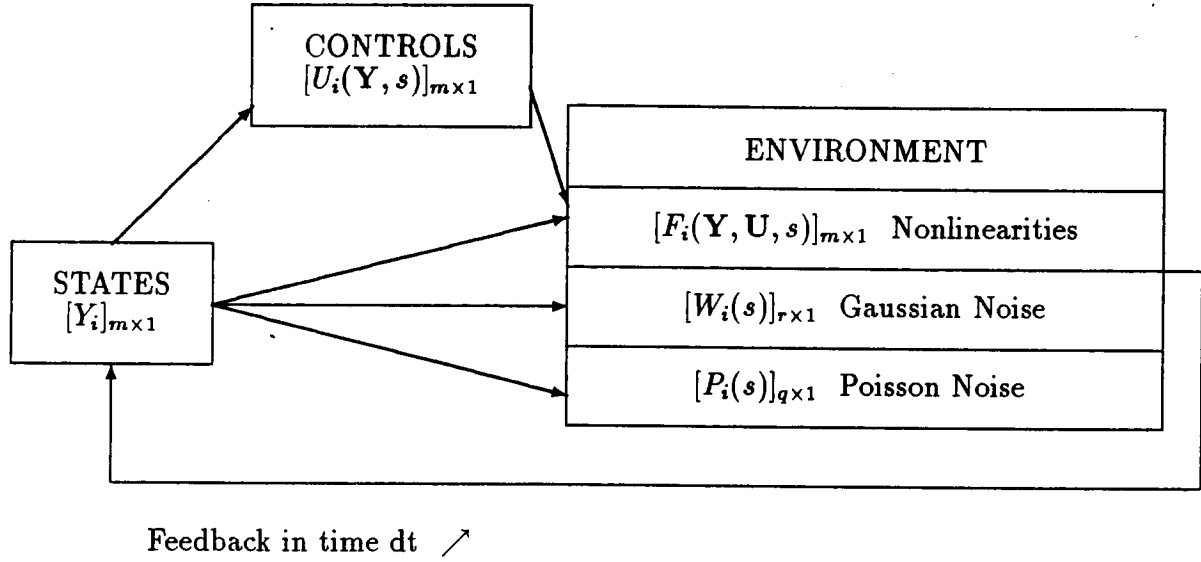 CONTROLS
[U_i(Y, s)]_{m×1}
ENVIRONMENT
[F_i(Y, U, s)]_{m×1} Nonlinearities
STATES
[Y_i]_{m×1}
[W_i(s)]_{r×1} Gaussian Noise
[P_i(s)]_{q×1} Poisson Noise
Feedback in time dt ↗